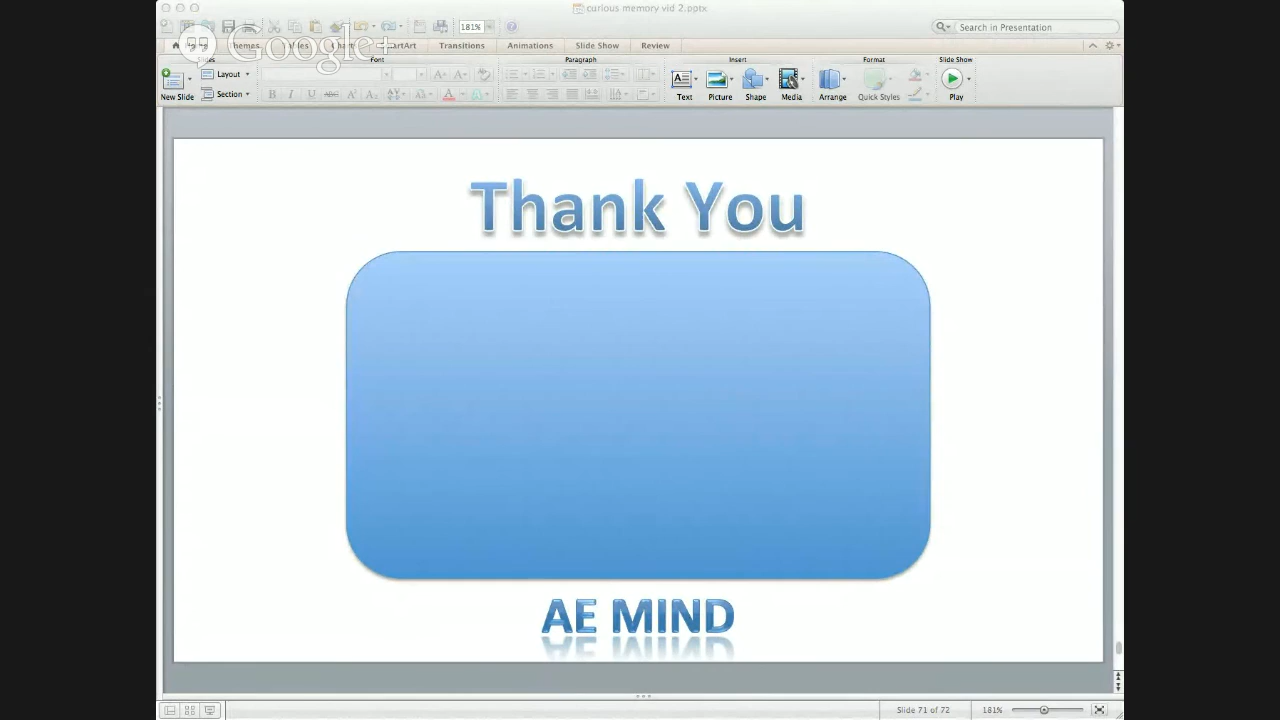 curious memory vid 2.pptx
181%
Search in Presentation
Google+
Transitions Animations Slide Show Review
Font Paragraph Insert Format Slide Show
Layout
Section
New Slide
B I U ABC
Text Picture Shape Media Arrange Quick Styles Play
Thank You
AE MIND
Slide 71 of 72 181%